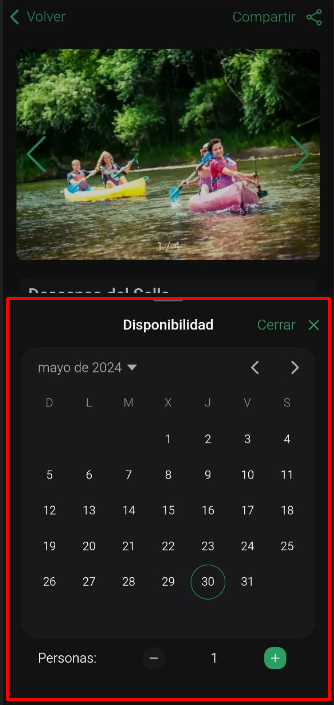 Volver Compartir
1/4
Descenso del Sella
Disponibilidad Cerrar
mayo de 2024
D L M X J V S
1 2 3 4
5 6 7 8 9 10 11
12 13 14 15 16 17 18
19 20 21 22 23 24 25
26 27 28 29 30 31
Personas: − 1 +